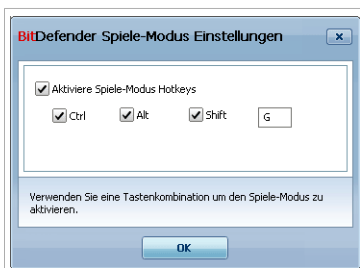 BitDefender Spiele-Modus Einstellungen
Aktiviere Spiele-Modus Hotkeys
Ctrl Alt Shift G
Verwenden Sie eine Tastenkombination um den Spiele-Modus zu
aktivieren.
OK